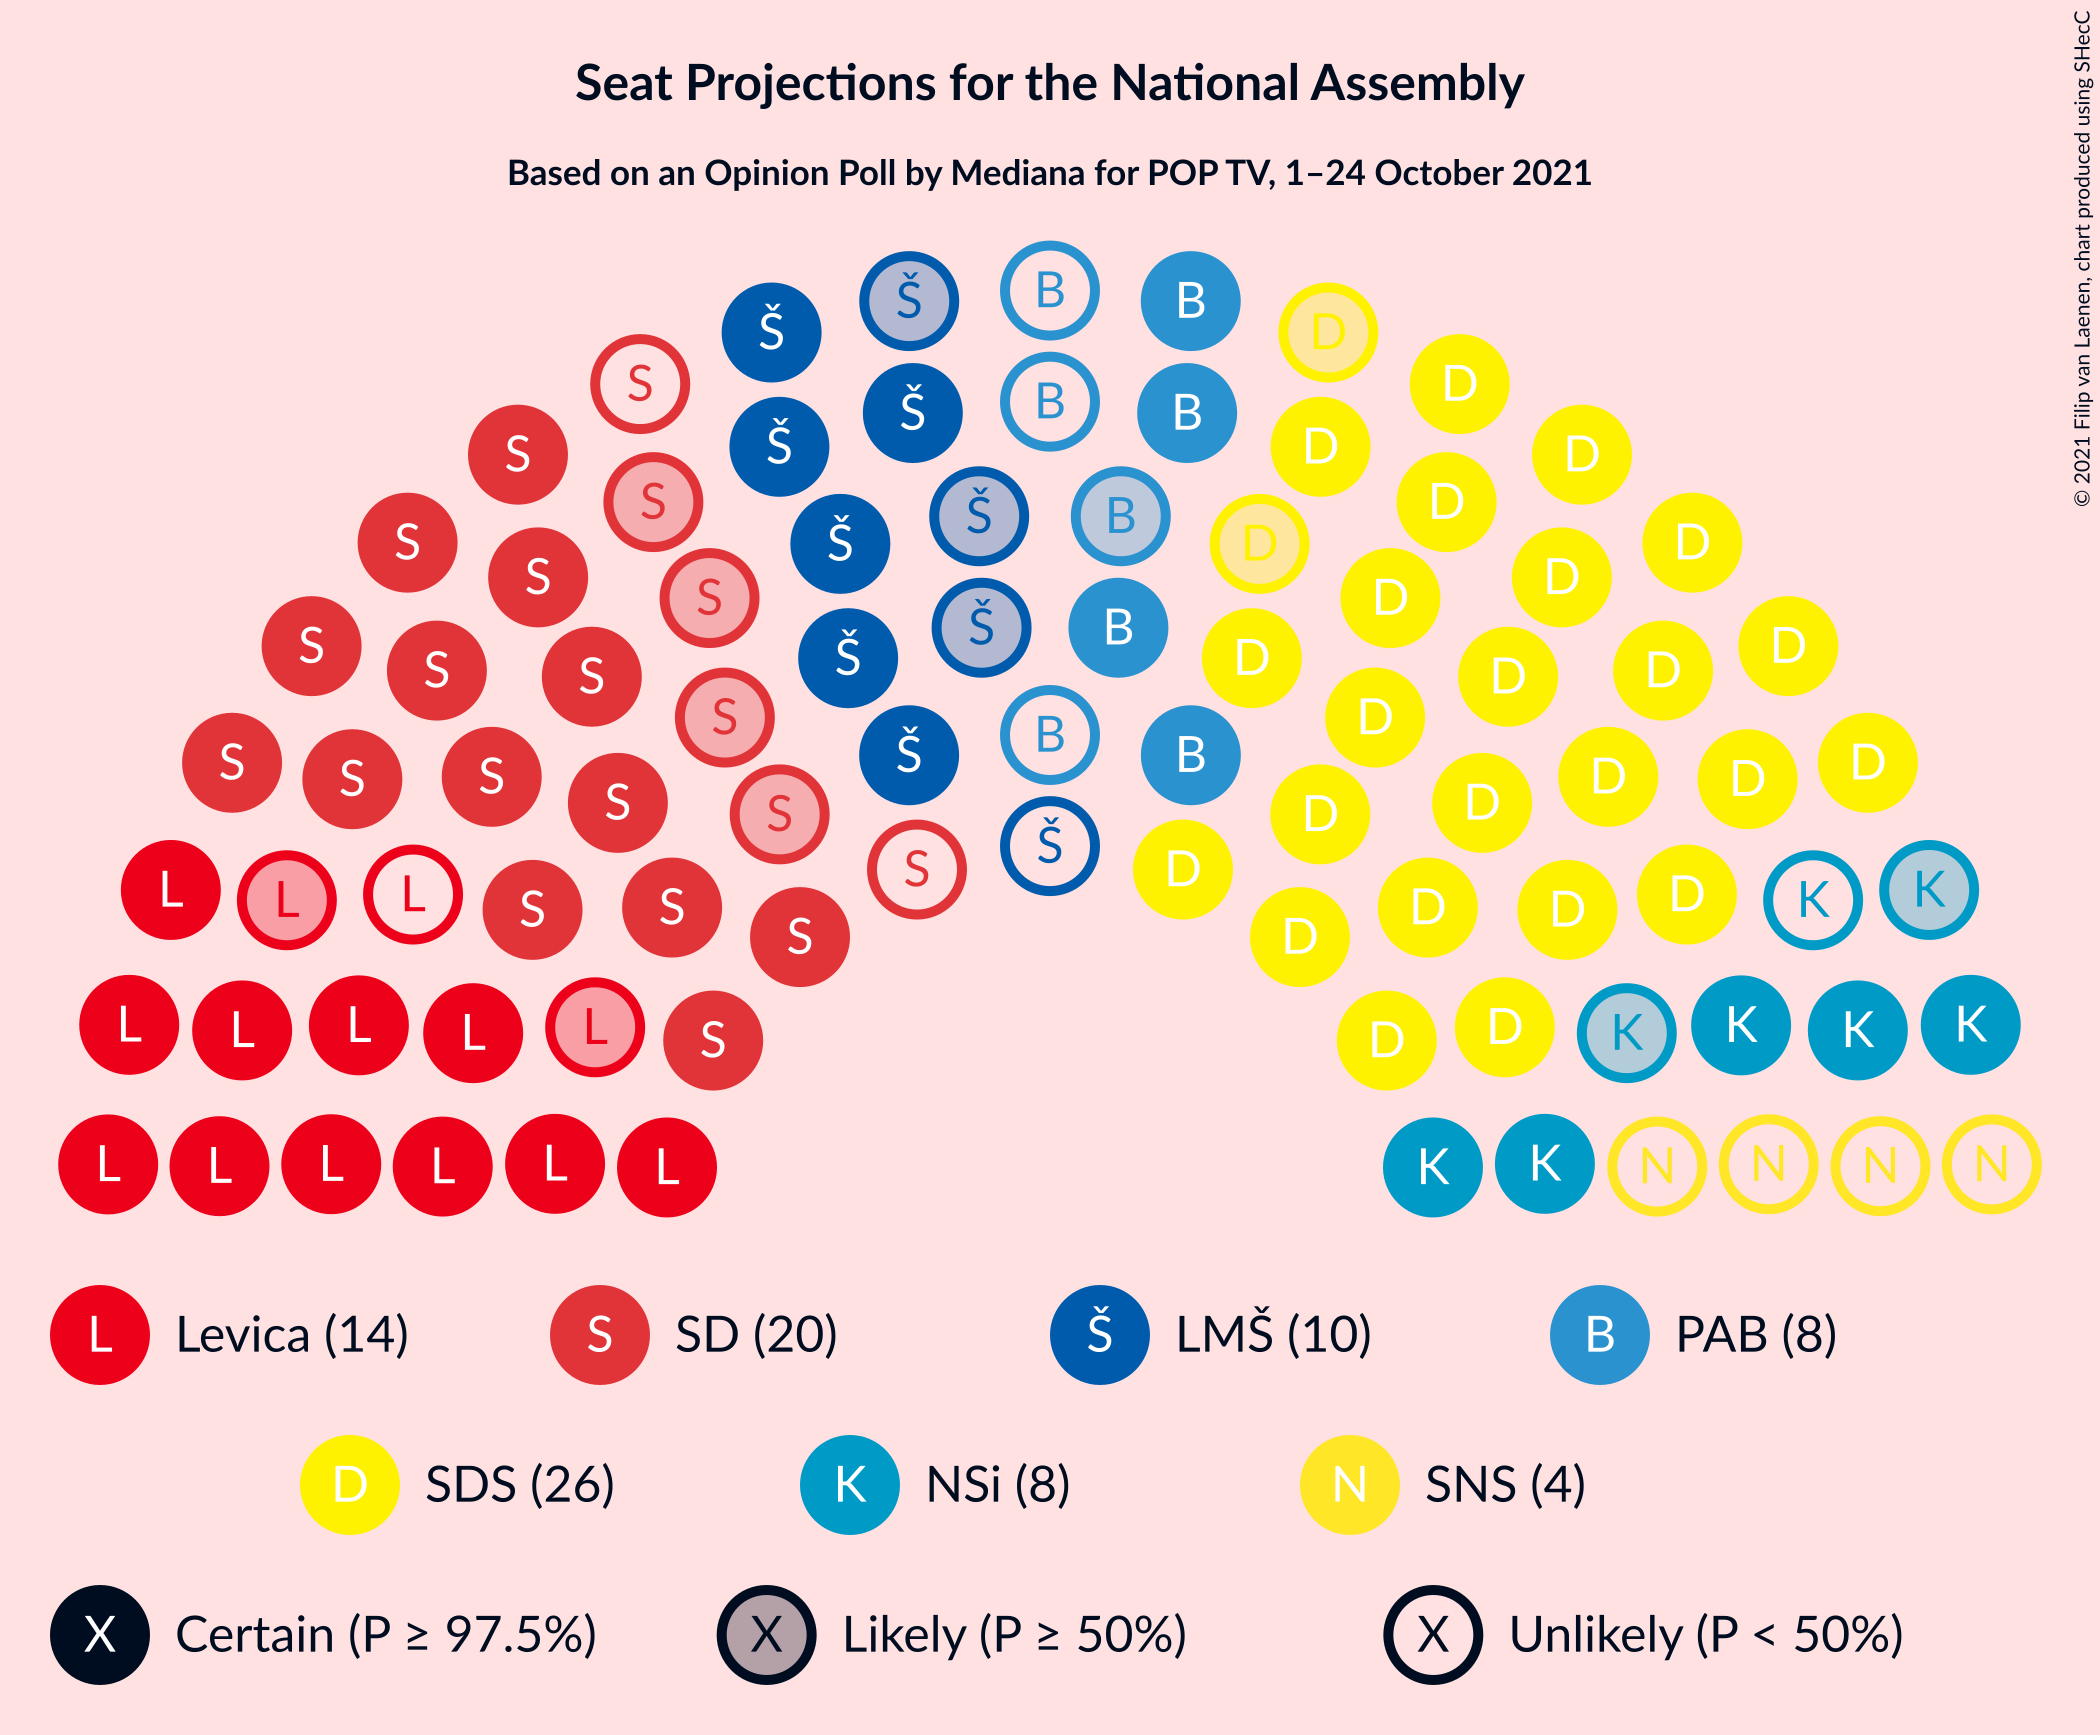 Seat Projections for the National Assembly
Based on an Opinion Poll by Mediana for POP TV, 1–24 October 2021
© 2021 Filip van Laenen, chart produced using SHecC
B
Š B
Š D
S D
B
Š B
Š D
S D
S D
Š B
S D
Š D
S D
S D
S D
Š B
S D
S D
Š D
S D
S D
S D
B
Š B
S D
S D
S D
S D
S D
S D
Š
S D
L K
L K
L D
S D
S D
S D
L L L L L S D D K K K K
L L L L L L K K N N N N
L Levica (14) S SD (20) Š LMŠ (10) B PAB (8)
D SDS (26) K NSi (8) N SNS (4)
X Certain (P ≥ 97.5%) X Likely (P ≥ 50%) X Unlikely (P < 50%)